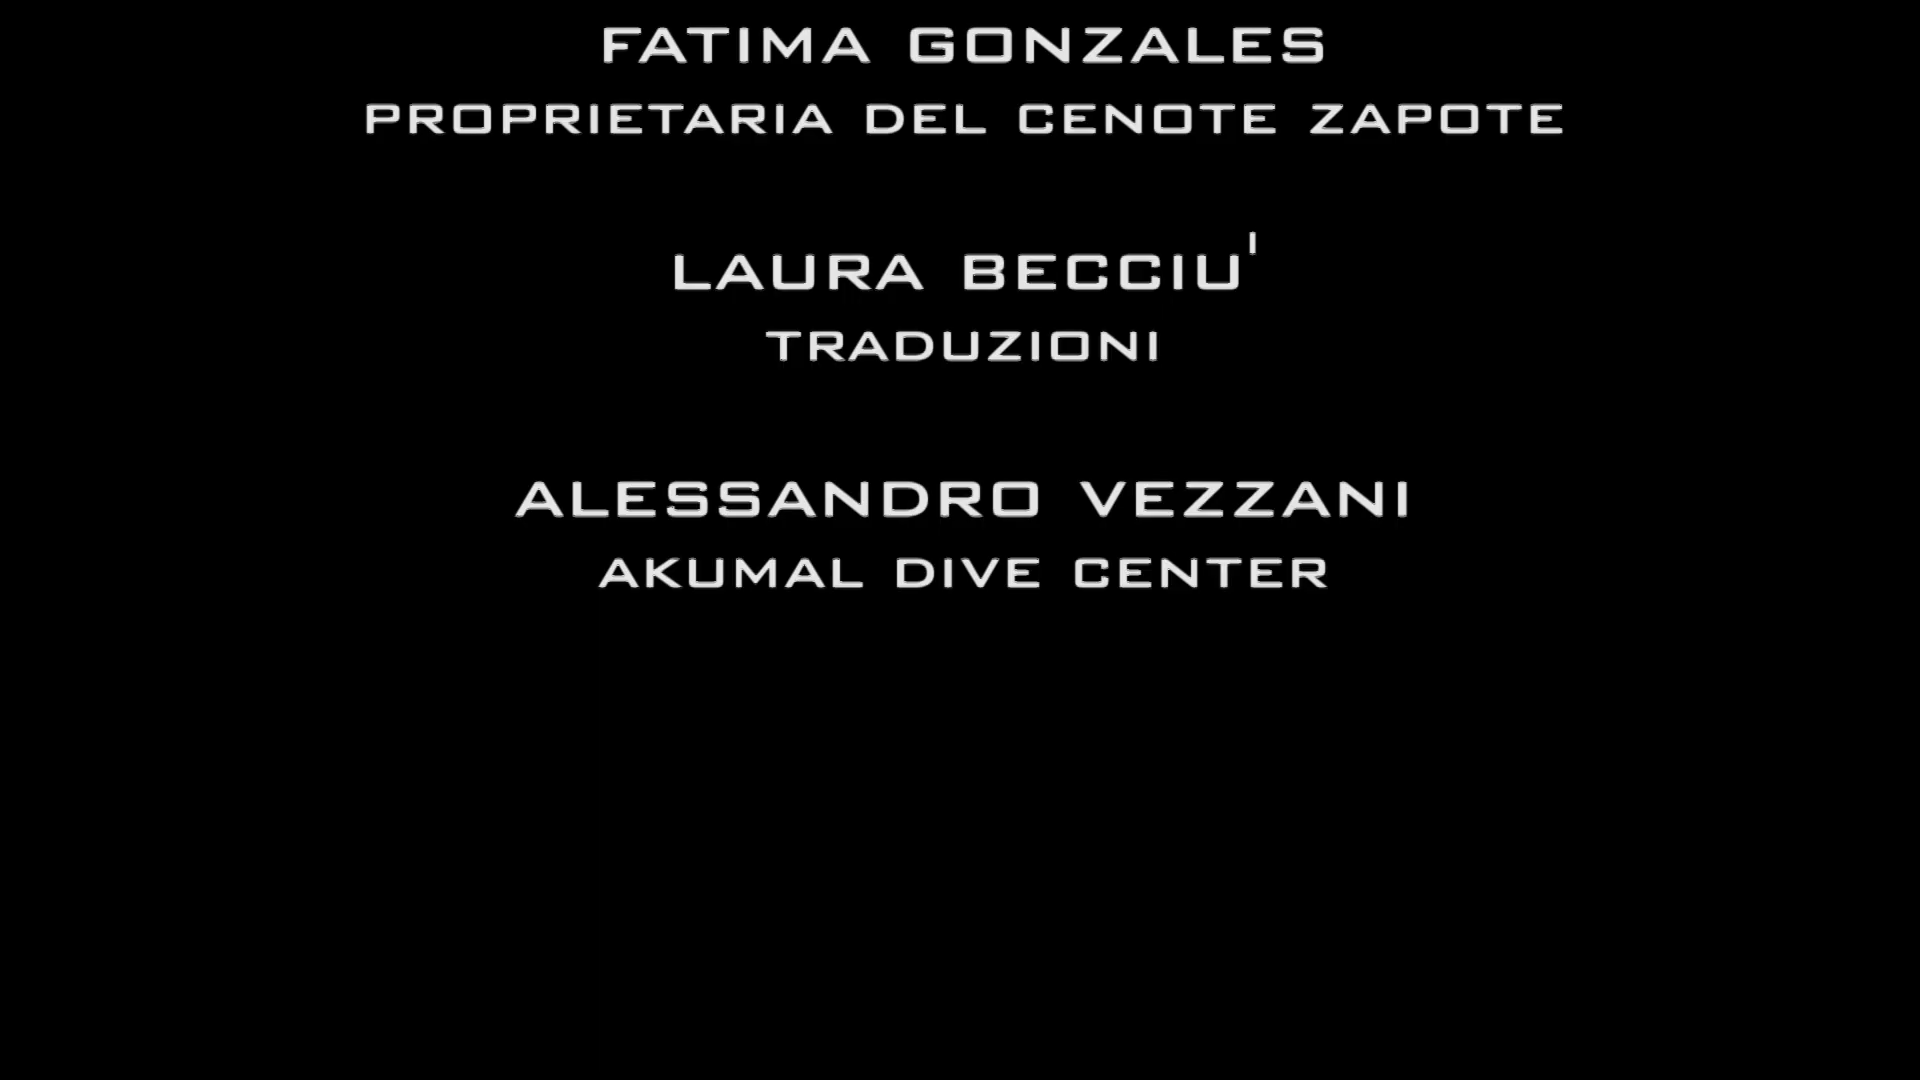 FATIMA GONZALES
PROPRIETARIA DEL CENOTE ZAPOTE
LAURA BECCIU'
TRADUZIONI
ALESSANDRO VEZZANI
AKUMAL DIVE CENTER